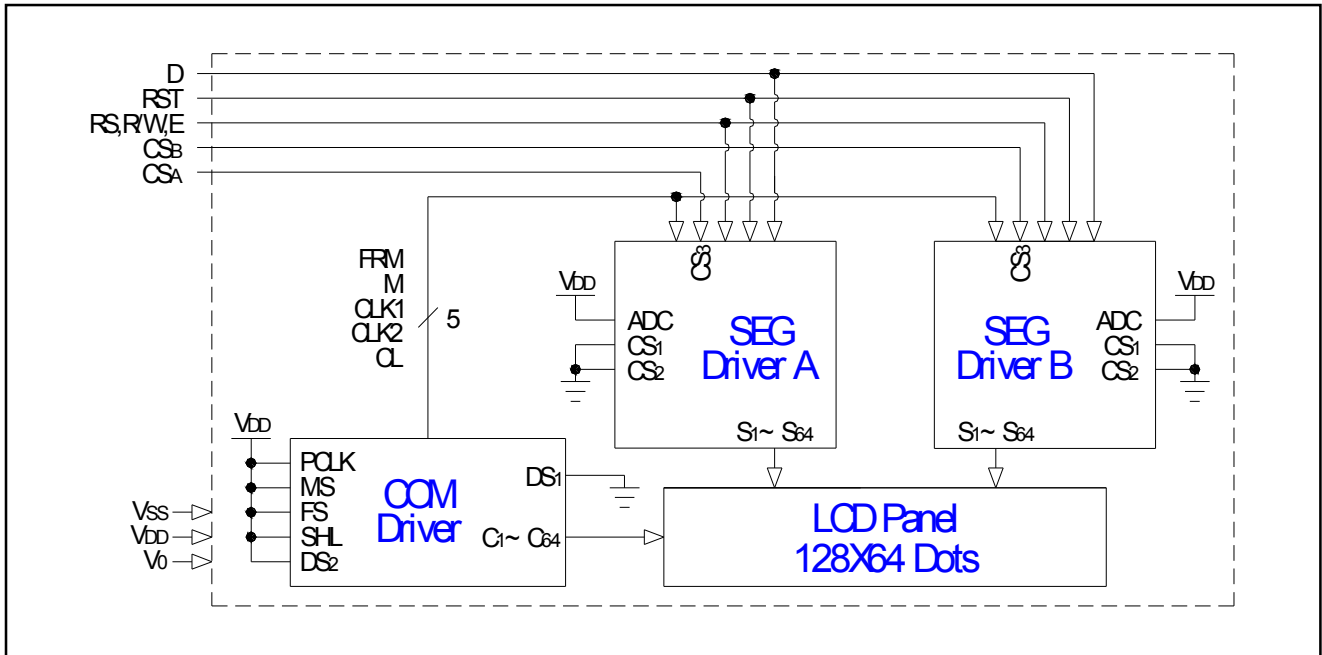 D
RST
RS,R/W,E
CSB
CSA
FRM
M
CLK1
CLK2
CL
5
CS3
VDD
ADC
CS1
CS2
SEG
Driver A
S1~ S64
CS3
VDD
SEG
Driver B
ADC
CS1
CS2
S1~ S64
VDD
PCLK
MS
FS
SHL
DS2
COM
Driver
DS1
C1~ C64
VSS
VDD
V0
LCD Panel
128X64 Dots